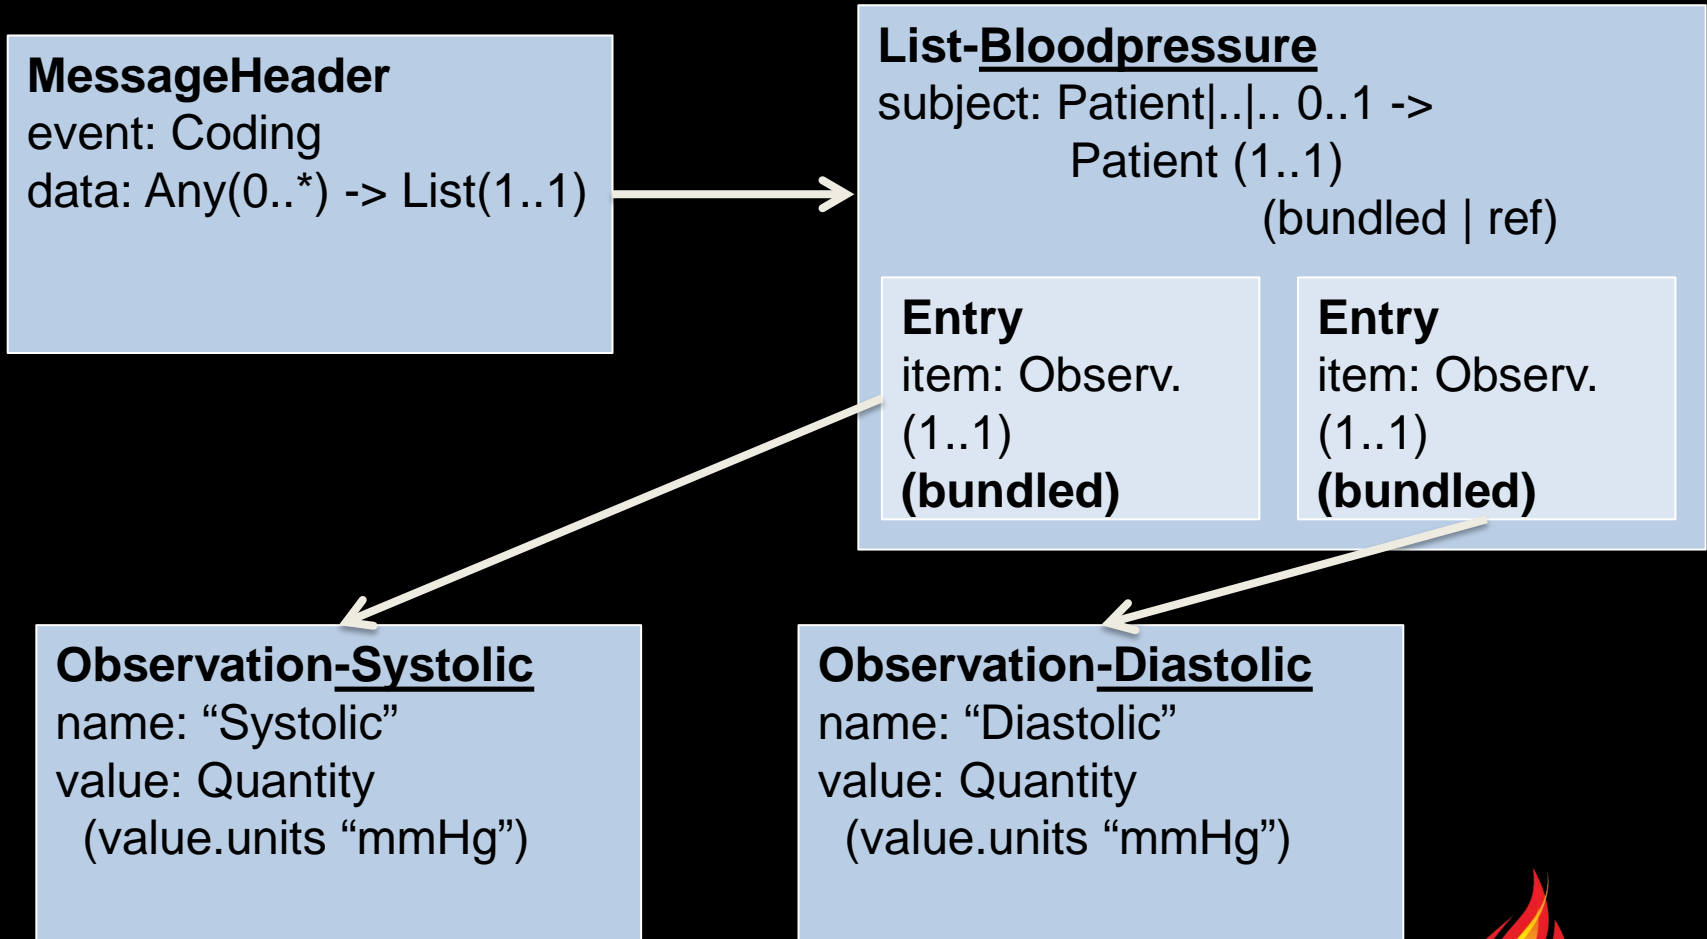 MessageHeader
event: Coding
data: Any(0..*) -> List(1..1)
List-Bloodpressure
subject: Patient|..|.. 0..1 ->
Patient (1..1)
(bundled | ref)
Entry
item: Observ.
(1..1)
(bundled)
Entry
item: Observ.
(1..1)
(bundled)
Observation-Systolic
name: “Systolic”
value: Quantity
(value.units “mmHg”)
Observation-Diastolic
name: “Diastolic”
value: Quantity
(value.units “mmHg”)